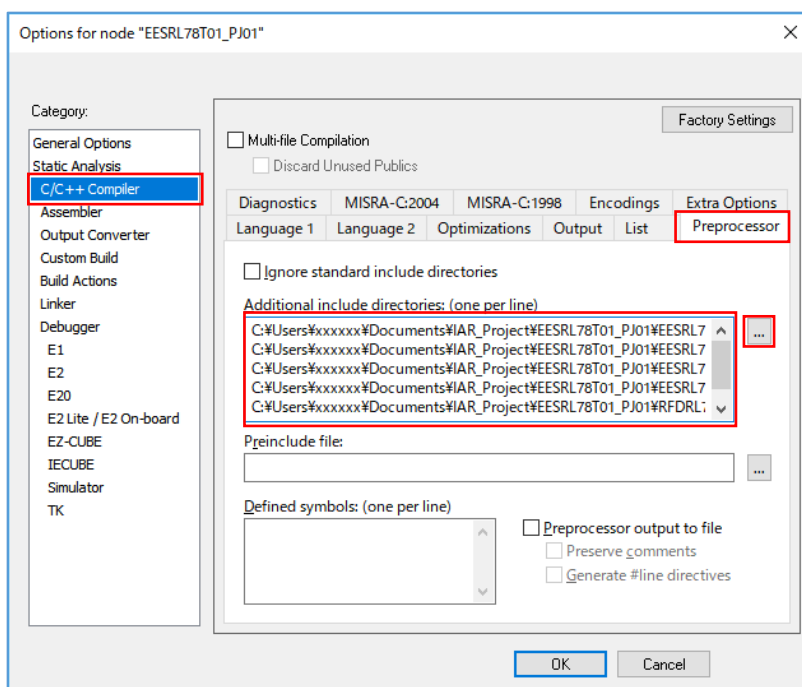 Options for node "EESRL78T01_PJ01"
Category:
General Options
Static Analysis
C/C++ Compiler
Assembler
Output Converter
Custom Build
Build Actions
Linker
Debugger
E1
E2
E20
E2 Lite / E2 On-board
EZ-CUBE
IECUBE
Simulator
TK
Factory Settings
Multi-file Compilation
Discard Unused Publics
Diagnostics MISRA-C:2004 MISRA-C:1998 Encodings Extra Options
Language 1 Language 2 Optimizations Output List Preprocessor
Ignore standard include directories
Additional include directories: (one per line)
C:¥Users¥xxxxxx¥Documents¥IAR_Project¥EESRL78T01_PJ01¥EESRL7
C:¥Users¥xxxxxx¥Documents¥IAR_Project¥EESRL78T01_PJ01¥EESRL7
C:¥Users¥xxxxxx¥Documents¥IAR_Project¥EESRL78T01_PJ01¥EESRL7
C:¥Users¥xxxxxx¥Documents¥IAR_Project¥EESRL78T01_PJ01¥EESRL7
C:¥Users¥xxxxxx¥Documents¥IAR_Project¥EESRL78T01_PJ01¥RFDRL7
...
Preinclude file:
...
Defined symbols: (one per line)
Preprocessor output to file
Preserve comments
Generate #line directives
OK Cancel